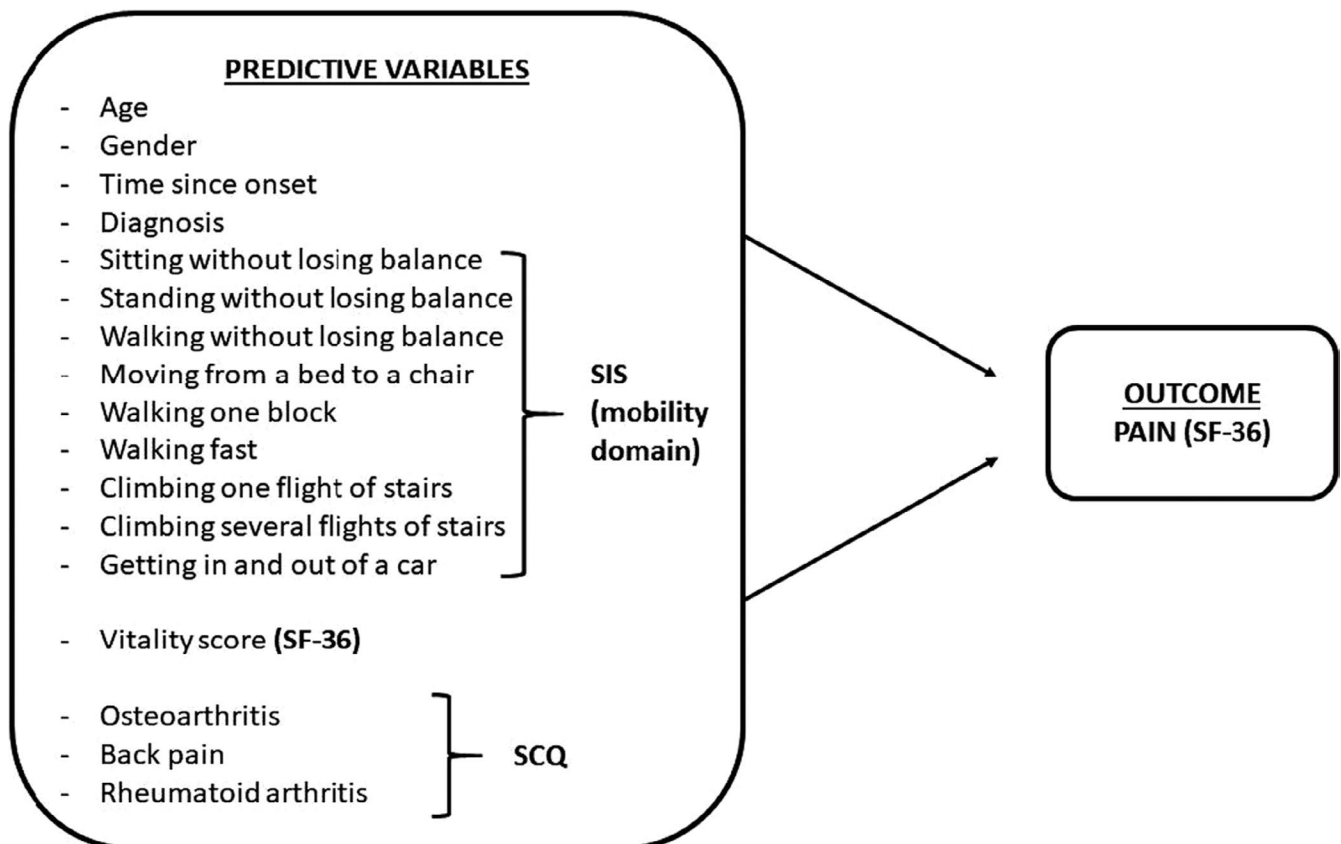 PREDICTIVE VARIABLES
- Age
- Gender
- Time since onset
- Diagnosis
- Sitting without losing balance
- Standing without losing balance
- Walking without losing balance
- Moving from a bed to a chair
- Walking one block
- Walking fast
- Climbing one flight of stairs
- Climbing several flights of stairs
- Getting in and out of a car
SIS
(mobility
domain)
- Vitality score (SF-36)
- Osteoarthritis
- Back pain
- Rheumatoid arthritis
SCQ
OUTCOME
PAIN (SF-36)